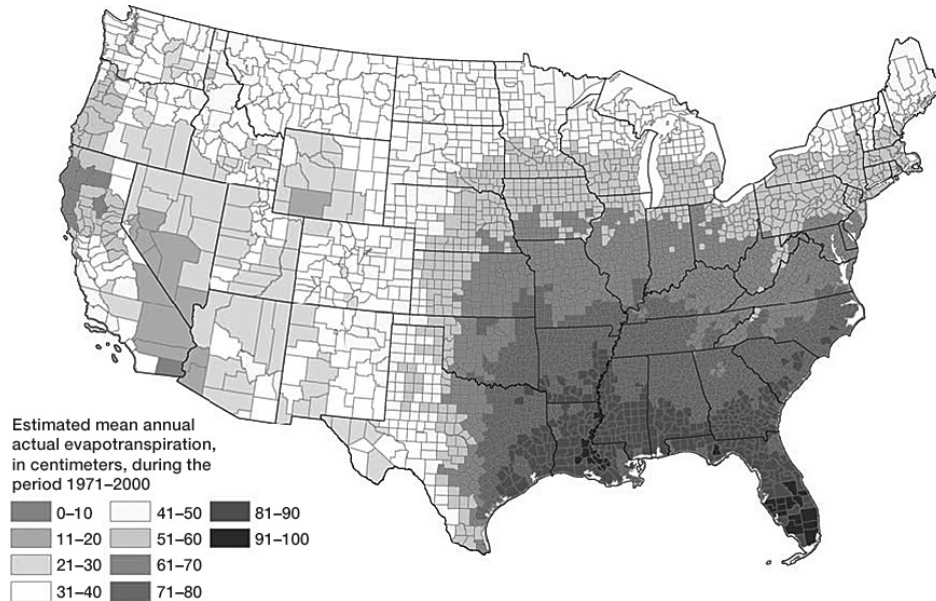 Estimated mean annual
actual evapotranspiration,
in centimeters, during the
period 1971–2000
0–10
11–20
21–30
31–40
41–50
51–60
61–70
71–80
81–90
91–100